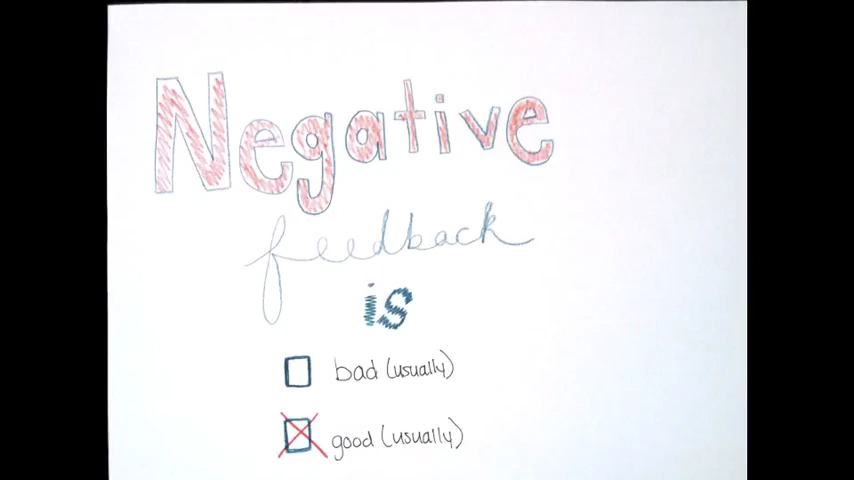 Negative
feedback
is
bad (usually)
good (usually)